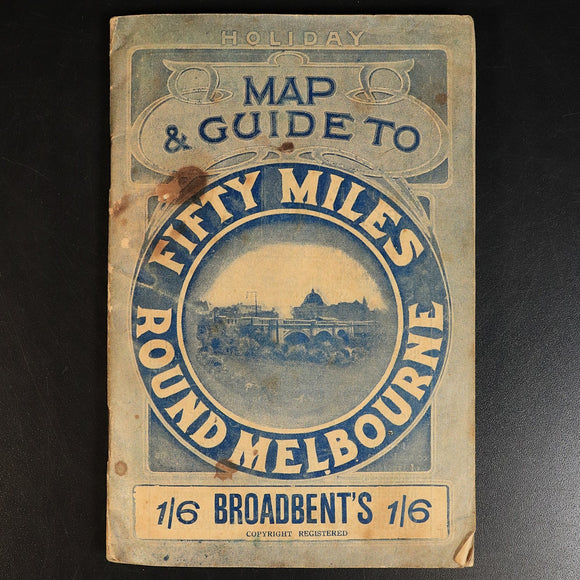 HOLIDAY
MAP
& GUIDE TO
FIFTY MILES
ROUND MELBOURNE
1/6 BROADBENT'S 1/6
COPYRIGHT REGISTERED